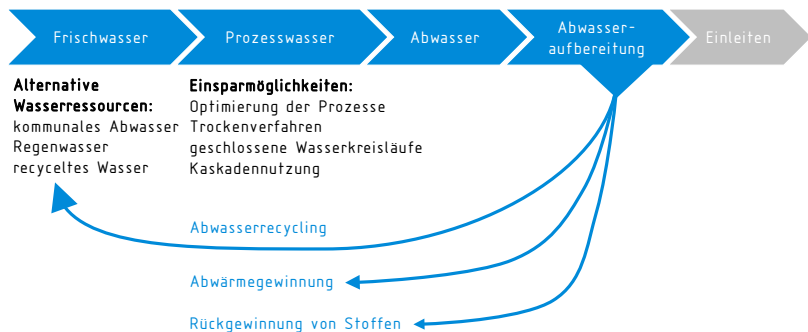 Frischwasser
Prozesswasser
Abwasser
Abwasser-
aufbereitung
Einleiten
Alternative
Wasserressourcen:
kommunales Abwasser
Regenwasser
recyceltes Wasser
Einsparmöglichkeiten:
Optimierung der Prozesse
Trockenverfahren
geschlossene Wasserkreisläufe
Kaskadennutzung
Abwasserrecycling
Abwärmegewinnung
Rückgewinnung von Stoffen